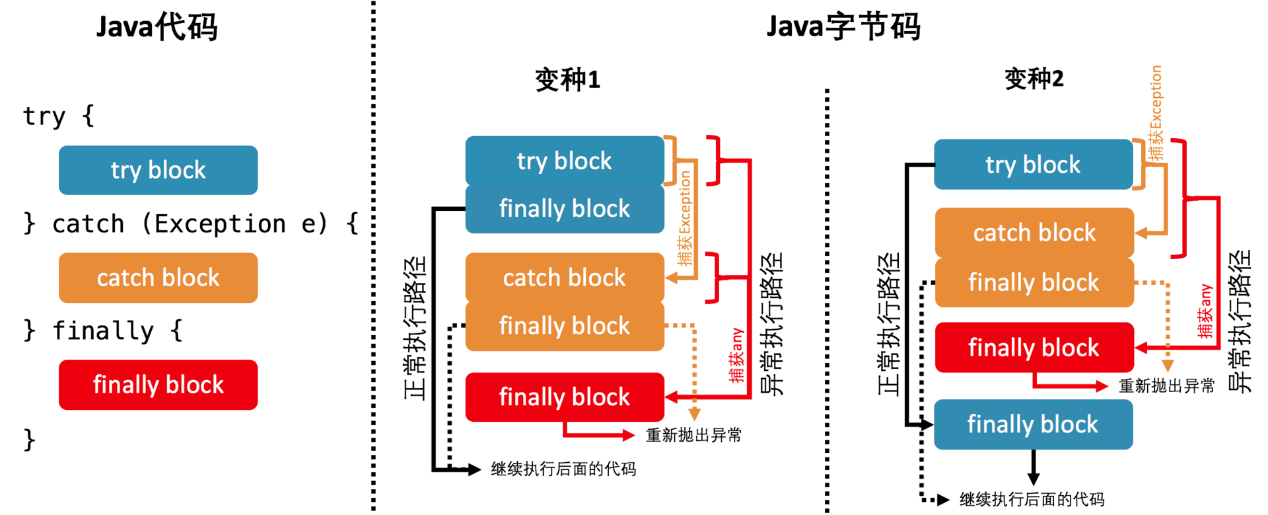 Java代码
try {
try block
} catch (Exception e) {
catch block
} finally {
finally block
}
Java字节码
变种1
try block
finally block
catch block
finally block
finally block
捕获Exception
捕获any
正常执行路径
异常执行路径
重新抛出异常
继续执行后面的代码
变种2
try block
catch block
finally block
finally block
finally block
捕获Exception
捕获any
正常执行路径
异常执行路径
重新抛出异常
继续执行后面的代码